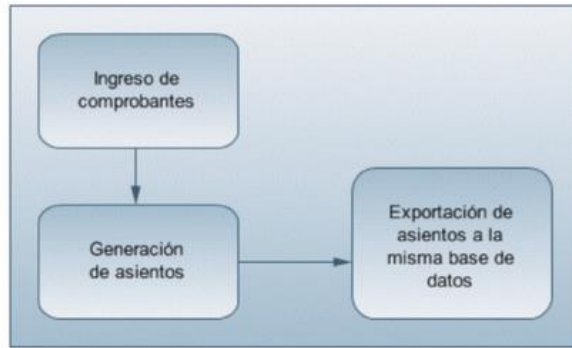 Ingreso de
comprobantes
Generación
de asientos
Exportación de
asientos a la
misma base de
datos